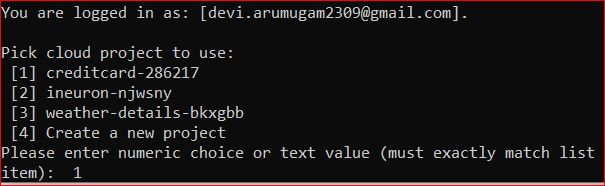 You are logged in as: [devi.arumugam2309@gmail.com].
Pick cloud project to use:
[1] creditcard-286217
[2] ineuron-njwsny
[3] weather-details-bkxgbb
[4] Create a new project
Please enter numeric choice or text value (must exactly match list
item):  1